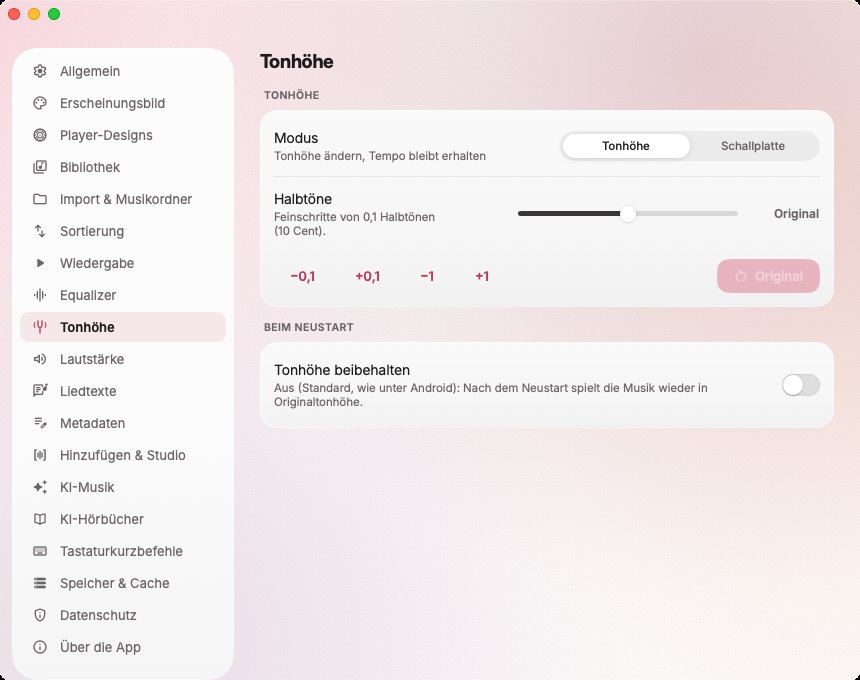 Allgemein
Erscheinungsbild
Player-Designs
Bibliothek
Import & Musikordner
Sortierung
Wiedergabe
Equalizer
Tonhöhe
Lautstärke
Liedtexte
Metadaten
Hinzufügen & Studio
KI-Musik
KI-Hörbücher
Tastaturkurzbefehle
Speicher & Cache
Datenschutz
Über die App
Tonhöhe
TONHÖHE
Modus
Tonhöhe ändern, Tempo bleibt erhalten
Tonhöhe
Schallplatte
Halbtöne
Feinschritte von 0,1 Halbtönen
(10 Cent).
Original
−0,1
+0,1
−1
+1
Original
BEIM NEUSTART
Tonhöhe beibehalten
Aus (Standard, wie unter Android): Nach dem Neustart spielt die Musik wieder in
Originaltonhöhe.